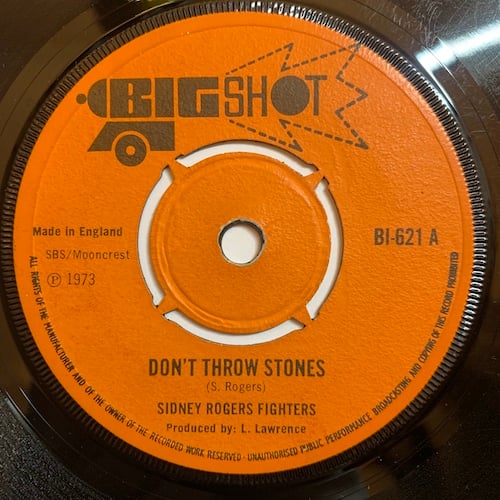 BIG SHOT
Made in England
BI-621 A
SBS/Mooncrest
℗ 1973
DON'T THROW STONES
(S. Rogers)
SIDNEY ROGERS FIGHTERS
Produced by: L. Lawrence
ALL RIGHTS OF THE MANUFACTURER AND OF THE OWNER OF THE RECORDED WORK RESERVED · UNAUTHORISED PUBLIC PERFORMANCE BROADCASTING AND COPYING OF THIS RECORD PROHIBITED